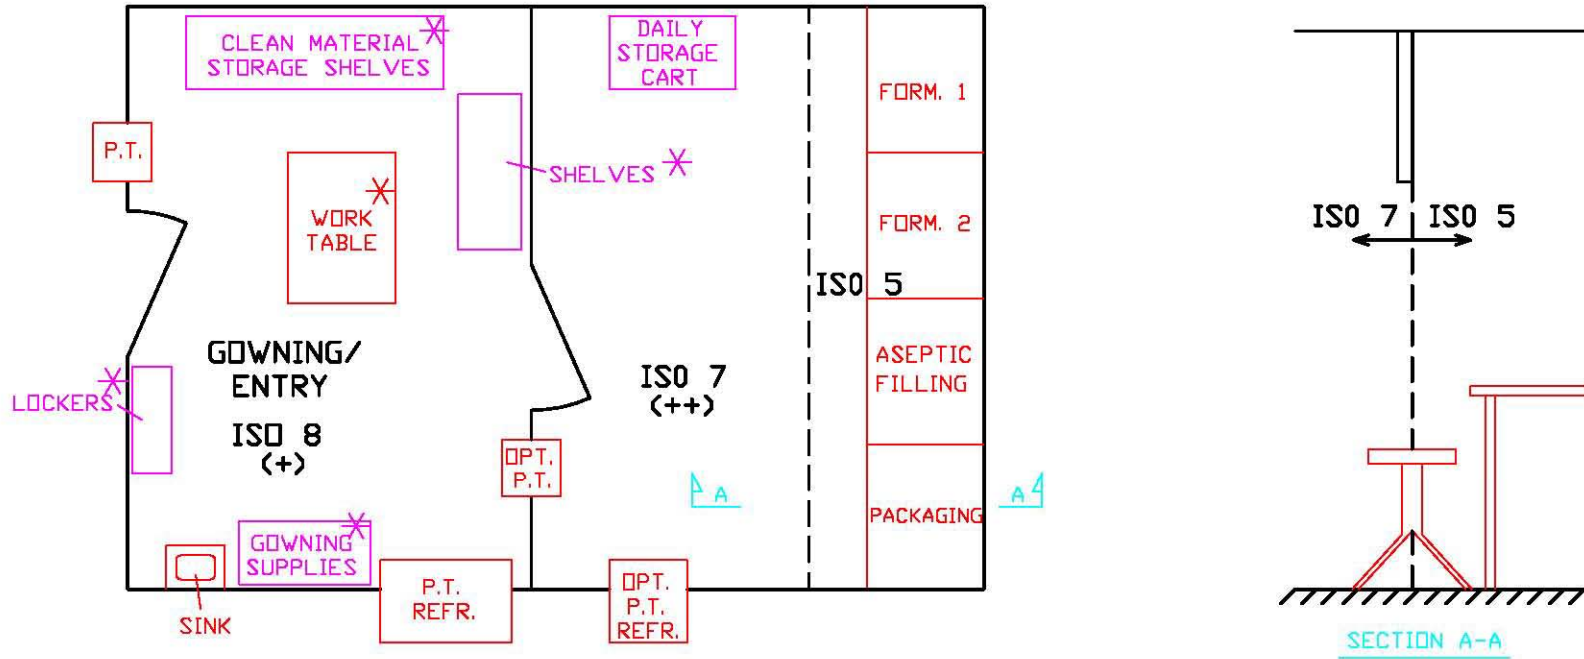 CLEAN MATERIAL
STORAGE SHELVES
DAILY
STORAGE
CART
FORM. 1
P.T.
SHELVES
WORK
TABLE
FORM. 2
ISO 7
ISO 5
ISO 5
GOWNING/
ENTRY
ISO 8
(+)
LOCKERS
ISO 7
(++)
ASEPTIC
FILLING
OPT.
P.T.
A
A
PACKAGING
GOWNING
SUPPLIES
SINK
P.T.
REFR.
OPT.
P.T.
REFR.
SECTION A-A